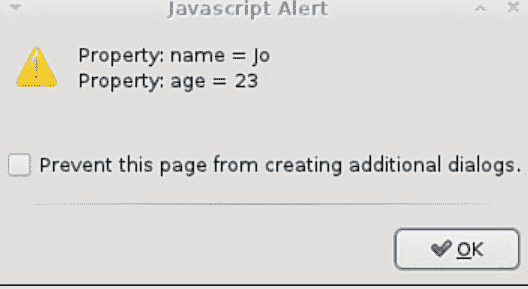 Javascript Alert
Property: name = Jo
Property: age = 23
Prevent this page from creating additional dialogs.
OK